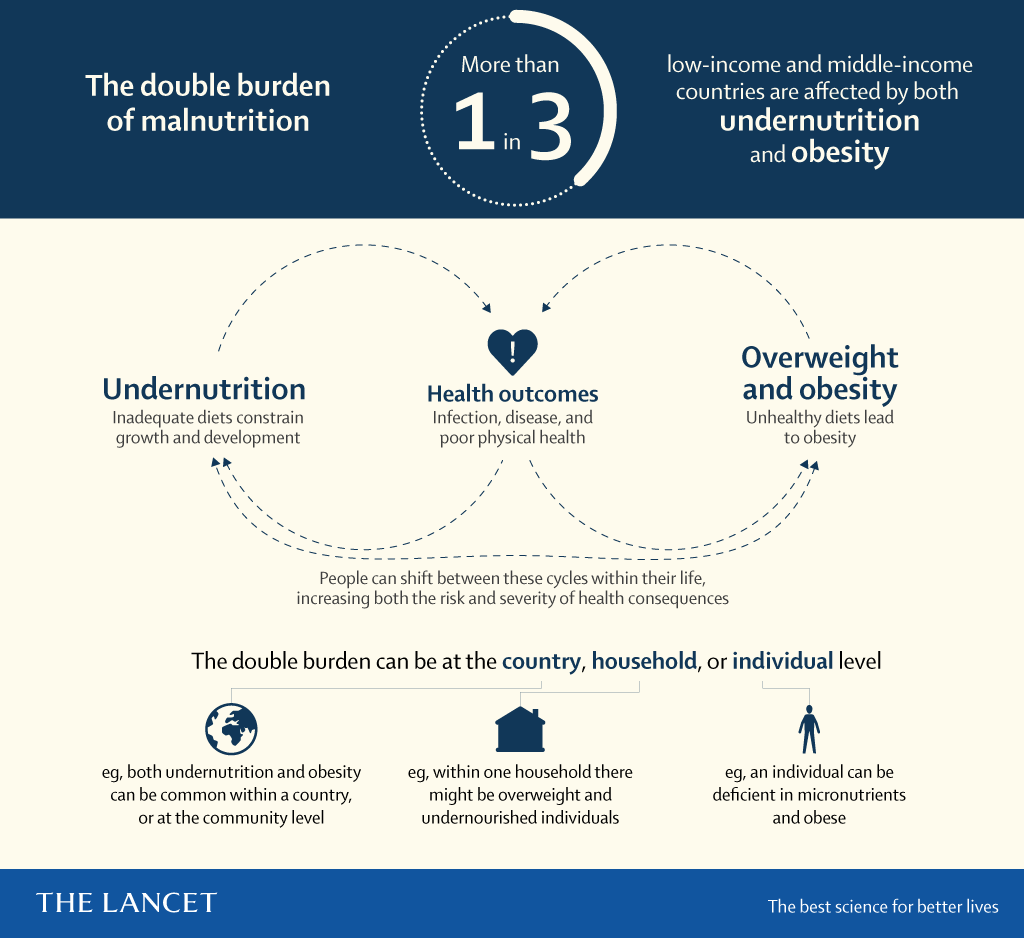 The double burden
of malnutrition
More than
1 in 3
low-income and middle-income
countries are affected by both
undernutrition
and obesity
Undernutrition
Inadequate diets constrain
growth and development
!
Health outcomes
Infection, disease, and
poor physical health
Overweight
and obesity
Unhealthy diets lead
to obesity
People can shift between these cycles within their life,
increasing both the risk and severity of health consequences
The double burden can be at the country, household, or individual level
eg, both undernutrition and obesity
can be common within a country,
or at the community level
eg, within one household there
might be overweight and
undernourished individuals
eg, an individual can be
deficient in micronutrients
and obese
THE LANCET
The best science for better lives